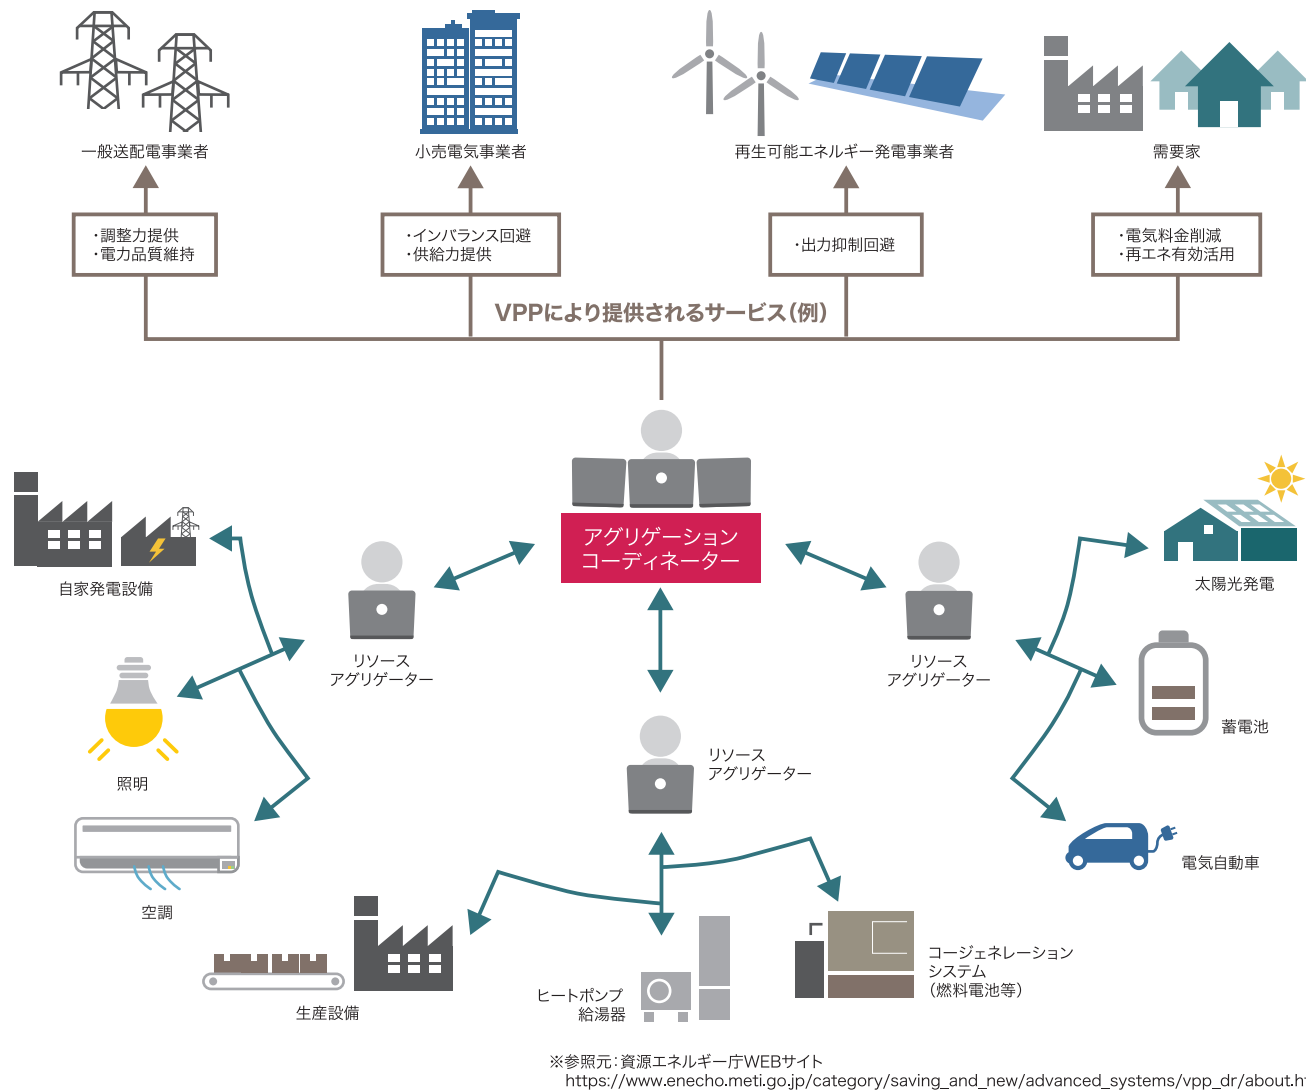 一般送配電事業者
小売電気事業者
再生可能エネルギー発電事業者
需要家
・調整力提供
・電力品質維持
・インバランス回避
・供給力提供
・出力抑制回避
・電気料金削減
・再エネ有効活用
VPPにより提供されるサービス（例）
アグリゲーション
コーディネーター
自家発電設備
リソース
アグリゲーター
リソース
アグリゲーター
太陽光発電
照明
リソース
アグリゲーター
蓄電池
空調
電気自動車
生産設備
ヒートポンプ
給湯器
コージェネレーション
システム
（燃料電池等）
※参照元：資源エネルギー庁WEBサイト
https://www.enecho.meti.go.jp/category/saving_and_new/advanced_systems/vpp_dr/about.h